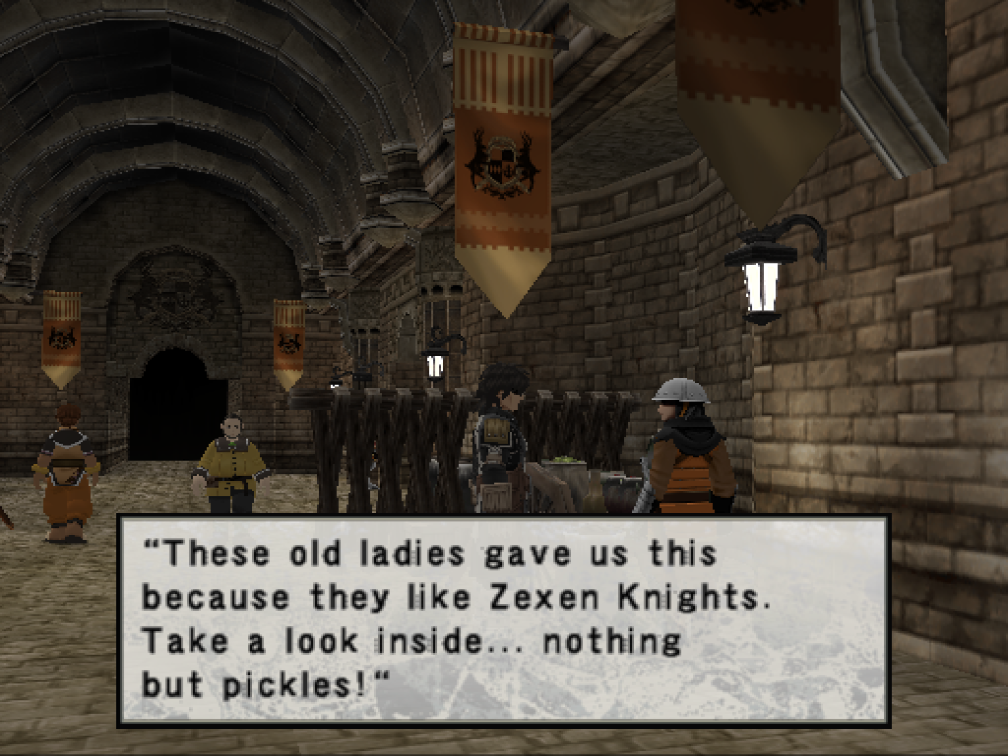 “These old ladies gave us this
because they like Zexen Knights.
Take a look inside... nothing
but pickles!“